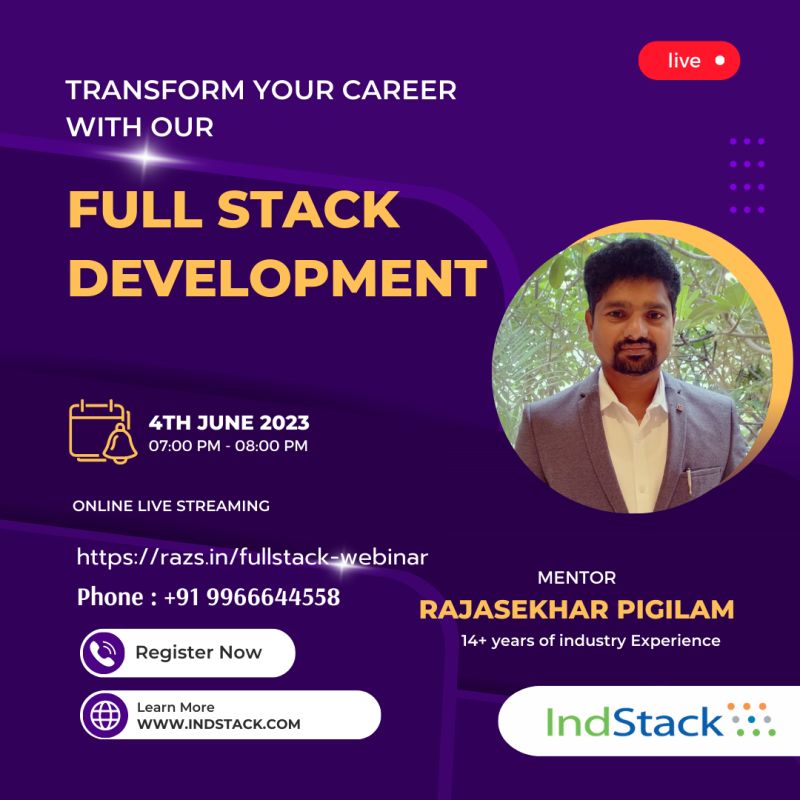 live
TRANSFORM YOUR CAREER
WITH OUR
FULL STACK
DEVELOPMENT
4TH JUNE 2023
07:00 PM - 08:00 PM
ONLINE LIVE STREAMING
https://razs.in/fullstack-webinar
Phone : +91 9966644558
Register Now
Learn More
WWW.INDSTACK.COM
MENTOR
RAJASEKHAR PIGILAM
14+ years of industry Experience
IndStack